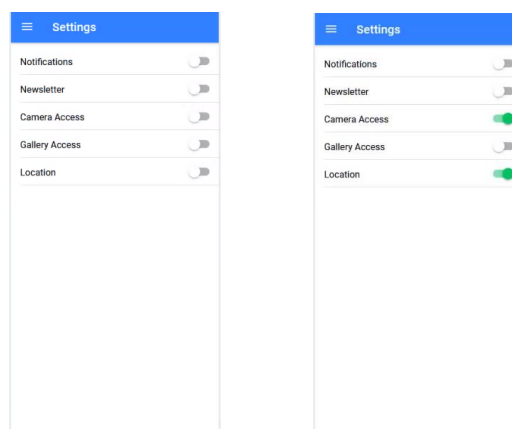 Settings
Notifications
Newsletter
Camera Access
Gallery Access
Location
Settings
Notifications
Newsletter
Camera Access
Gallery Access
Location